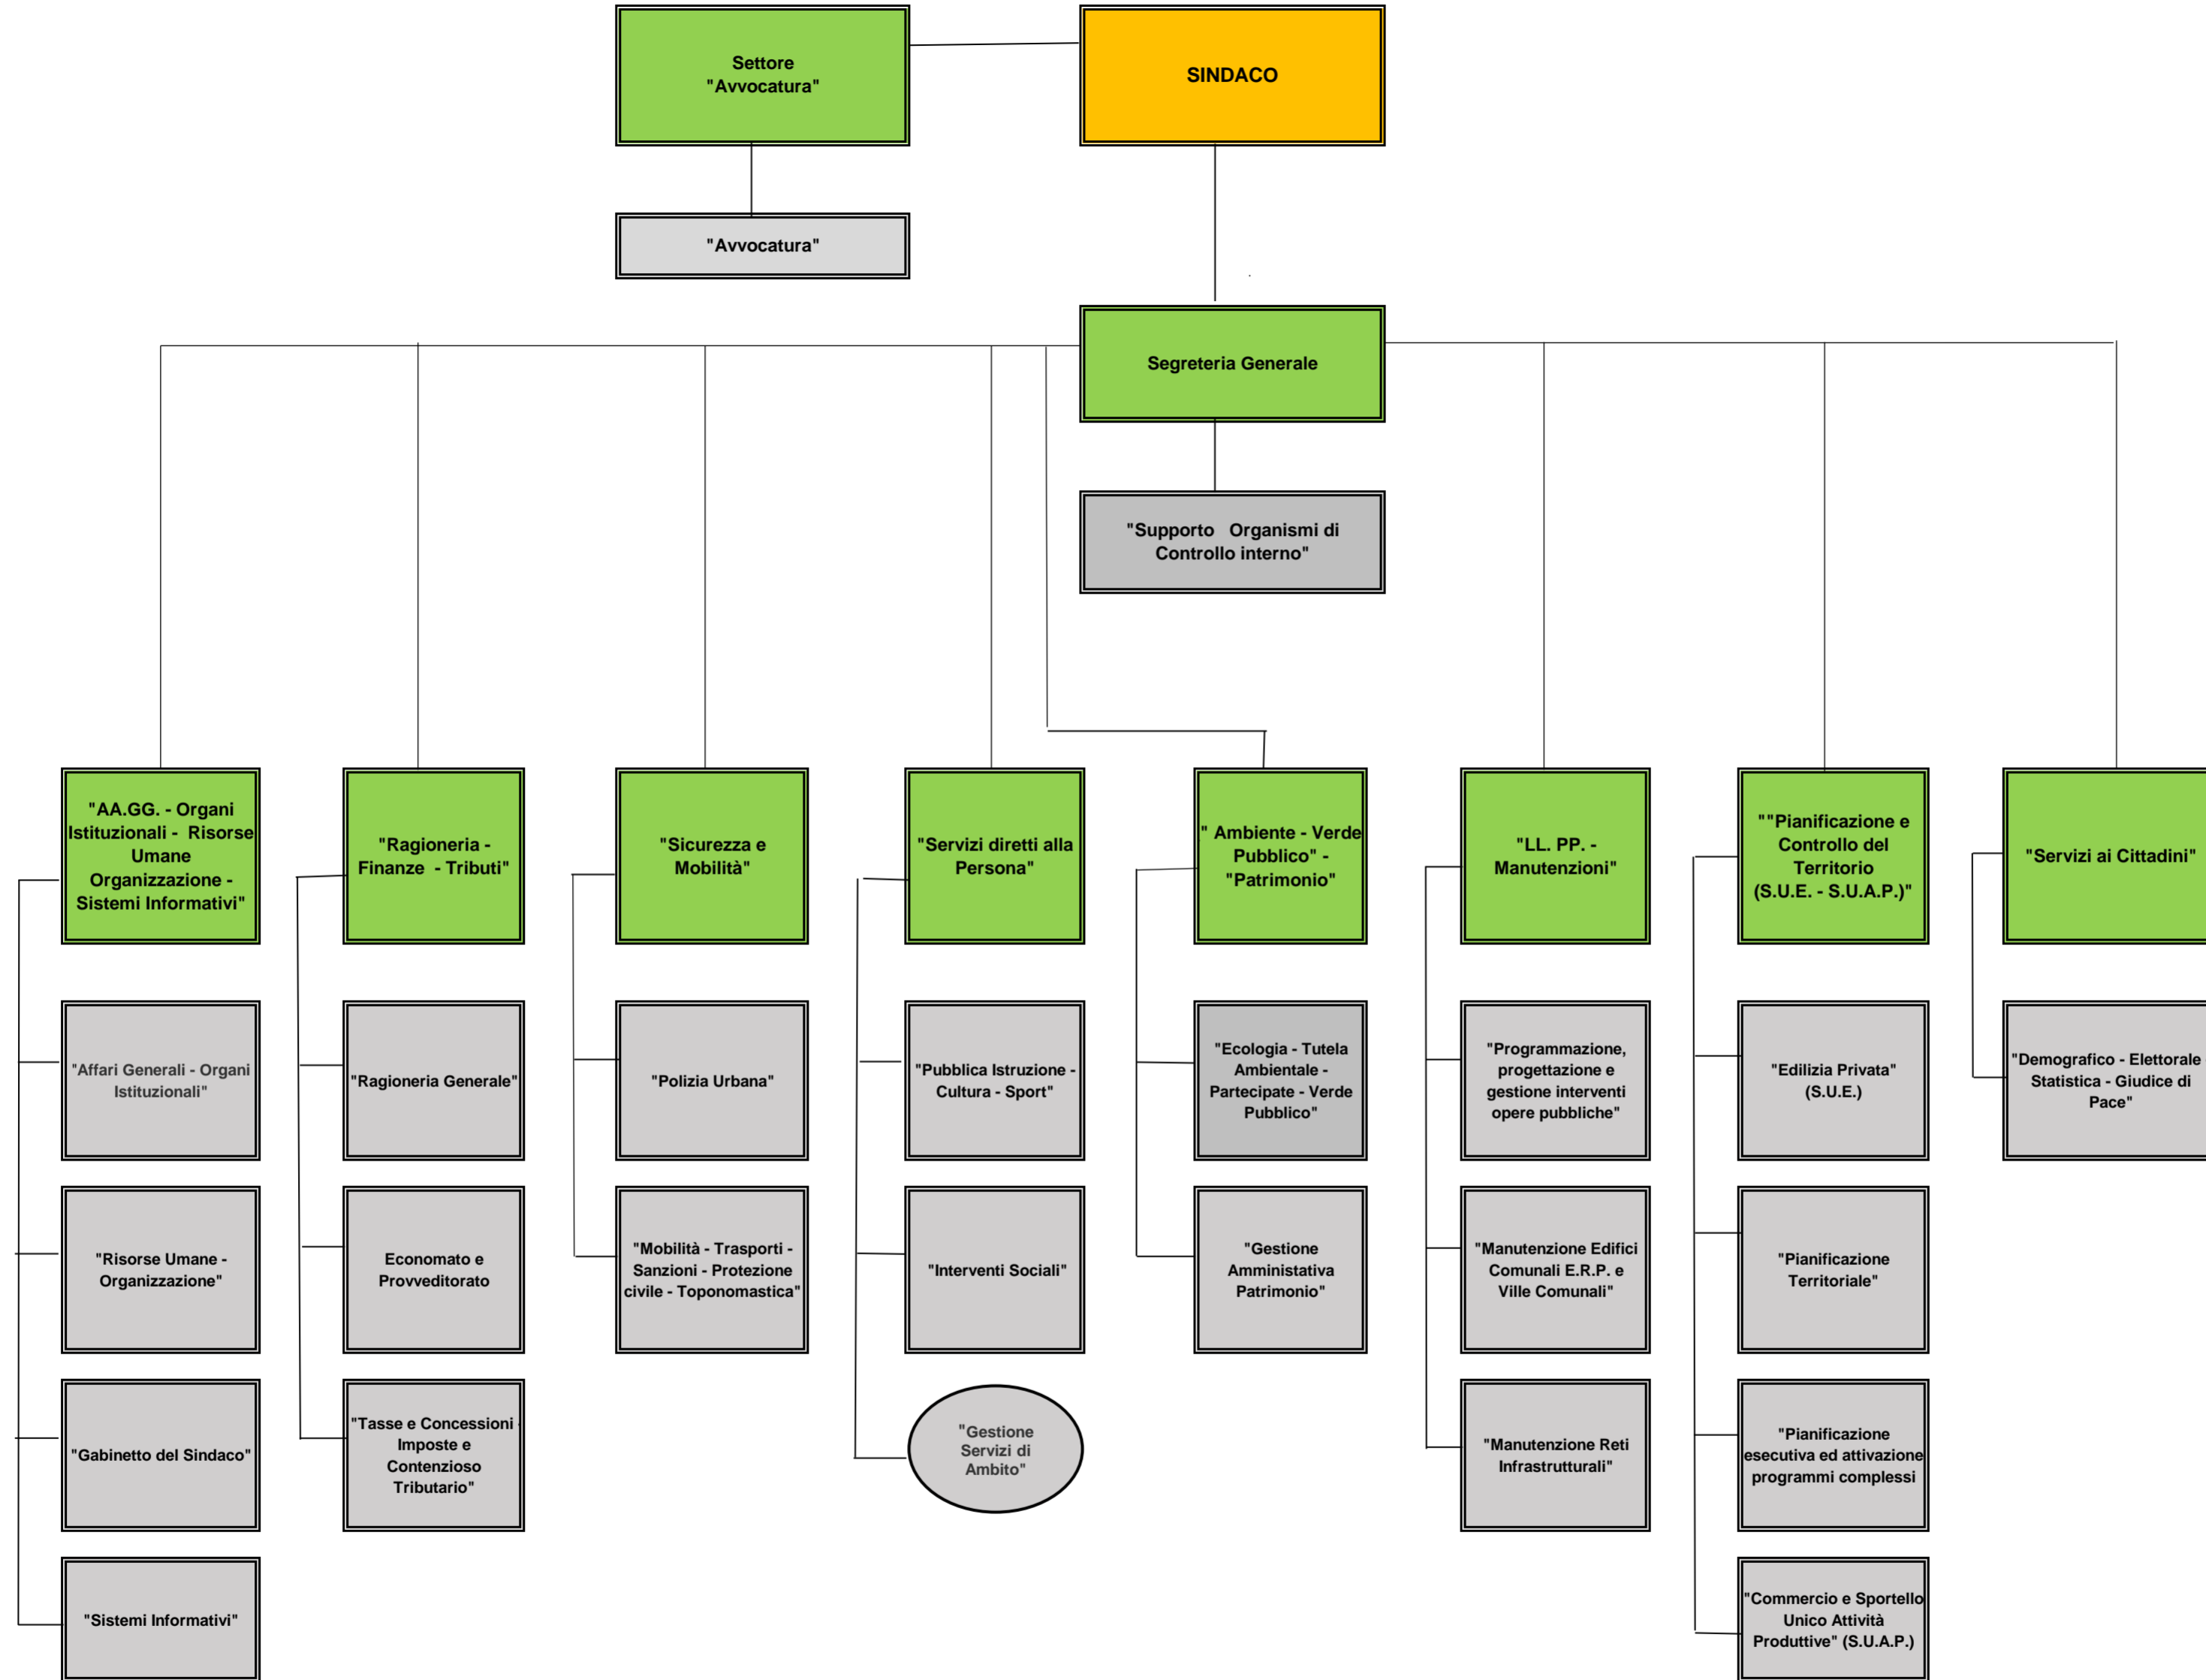 Settore
"Avvocatura"
SINDACO
"Avvocatura"
Segreteria Generale
"Supporto   Organismi di
Controllo interno"
"AA.GG. - Organi
Istituzionali -  Risorse
Umane
Organizzazione -
Sistemi Informativi"
"Ragioneria -
Finanze  - Tributi"
"Sicurezza e
Mobilità"
"Servizi diretti alla
Persona"
" Ambiente - Verde
Pubblico" -
"Patrimonio"
"LL. PP. -
Manutenzioni"
""Pianificazione e
Controllo del
Territorio
(S.U.E. - S.U.A.P.)"
"Servizi ai Cittadini"
"Affari Generali - Organi
Istituzionali"
"Ragioneria Generale"
"Polizia Urbana"
"Pubblica Istruzione -
Cultura - Sport"
"Ecologia - Tutela
Ambientale -
Partecipate - Verde
Pubblico"
"Programmazione,
progettazione e
gestione interventi
opere pubbliche"
"Edilizia Privata"
(S.U.E.)
"Demografico - Elettorale -
Statistica - Giudice di
Pace"
"Risorse Umane -
Organizzazione"
Economato e
Provveditorato
"Mobilità - Trasporti -
Sanzioni - Protezione
civile - Toponomastica"
"Interventi Sociali"
"Gestione
Amministativa
Patrimonio"
"Manutenzione Edifici
Comunali E.R.P. e
Ville Comunali"
"Pianificazione
Territoriale"
"Gabinetto del Sindaco"
"Tasse e Concessioni -
Imposte e
Contenzioso
Tributario"
"Gestione
Servizi di
Ambito"
"Manutenzione Reti
Infrastrutturali"
"Pianificazione
esecutiva ed attivazione
programmi complessi
"Sistemi Informativi"
"Commercio e Sportello
Unico Attività
Produttive" (S.U.A.P.)